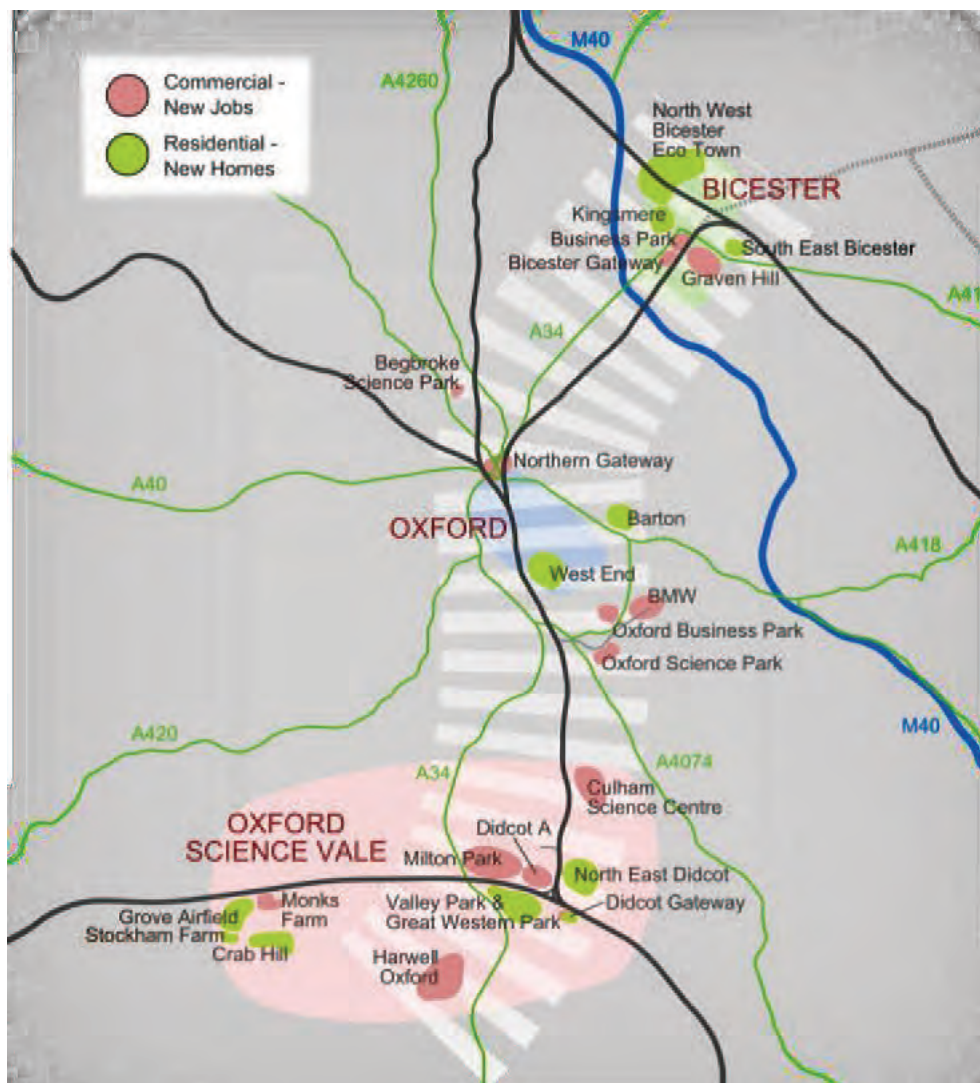 M40
A4260
Commercial -
New Jobs
Residential -
New Homes
North West
Bicester
Eco Town
BICESTER
Kingsmere
Business Park
Bicester Gateway
South East Bicester
Graven Hill
A41
A34
Begbroke
Science Park
Northern Gateway
A40
OXFORD
Barton
A418
West End
BMW
Oxford Business Park
Oxford Science Park
A420
M40
A34
A4074
Culham
Science Centre
OXFORD
SCIENCE VALE
Didcot A
Milton Park
North East Didcot
Monks
Farm
Valley Park &
Great Western Park
Didcot Gateway
Grove Airfield
Stockham Farm
Crab Hill
Harwell
Oxford